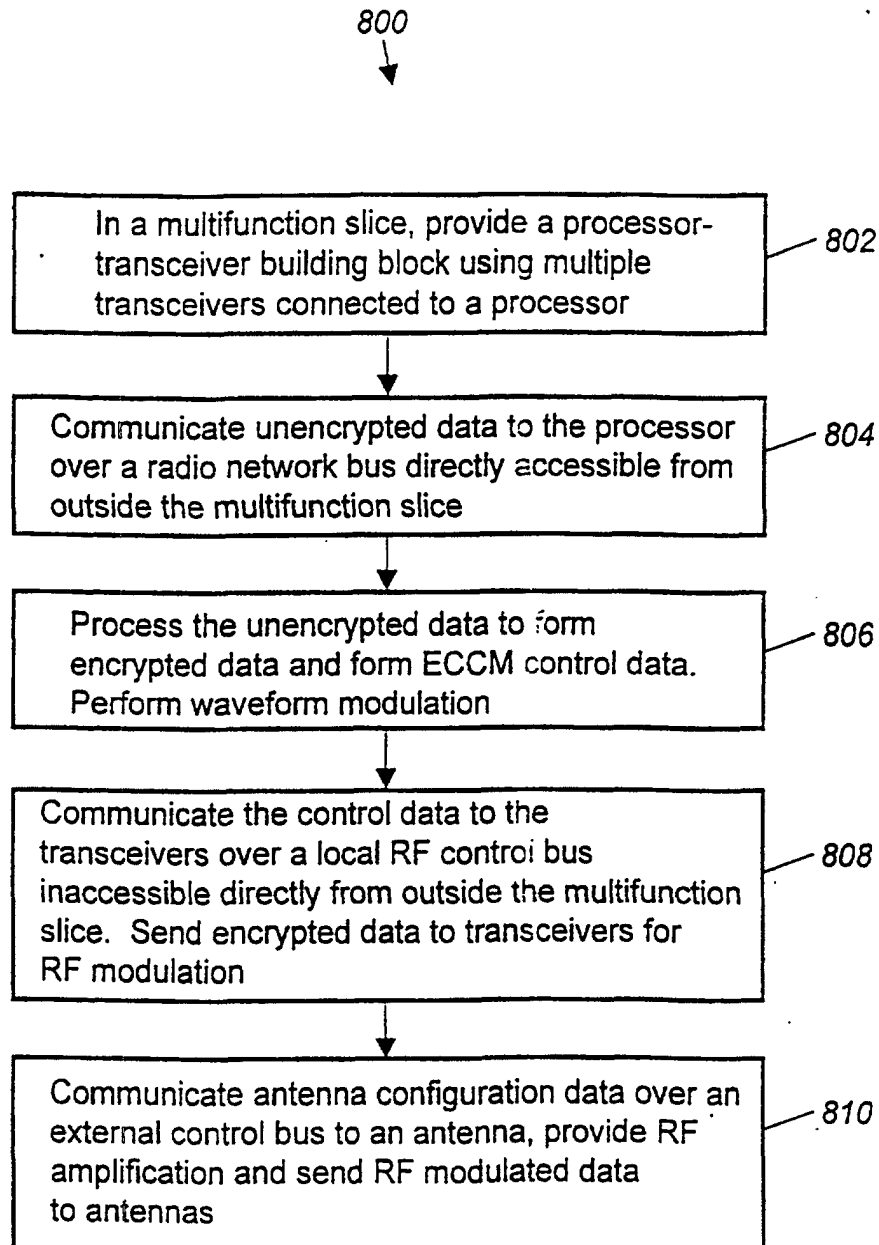 800
In a multifunction slice, provide a processor-
transceiver building block using multiple
transceivers connected to a processor
802
Communicate unencrypted data to the processor
over a radio network bus directly accessible from
outside the multifunction slice
804
Process the unencrypted data to form
encrypted data and form ECCM control data.
Perform waveform modulation
806
Communicate the control data to the
transceivers over a local RF control bus
inaccessible directly from outside the multifunction
slice. Send encrypted data to transceivers for
RF modulation
808
Communicate antenna configuration data over an
external control bus to an antenna, provide RF
amplification and send RF modulated data
to antennas
810